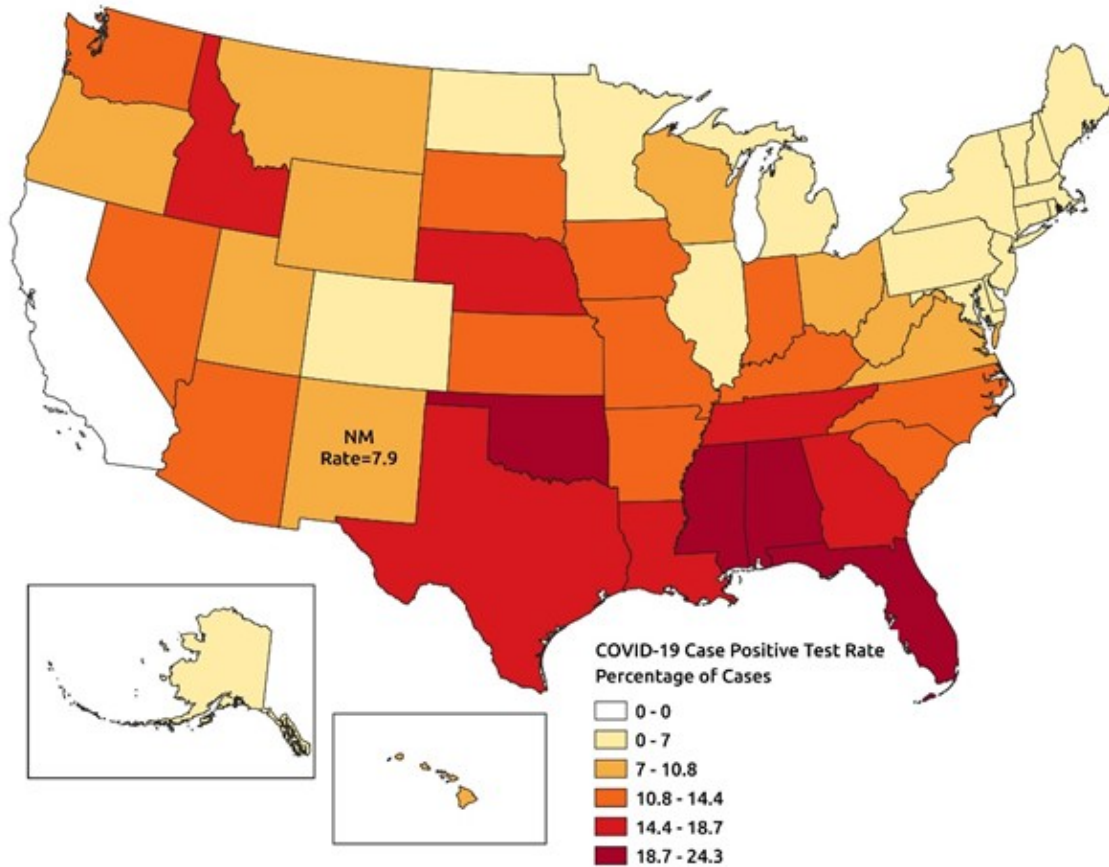 NM
Rate=7.9
COVID-19 Case Positive Test Rate
Percentage of Cases
0 - 0
0 - 7
7 - 10.8
10.8 - 14.4
14.4 - 18.7
18.7 - 24.3